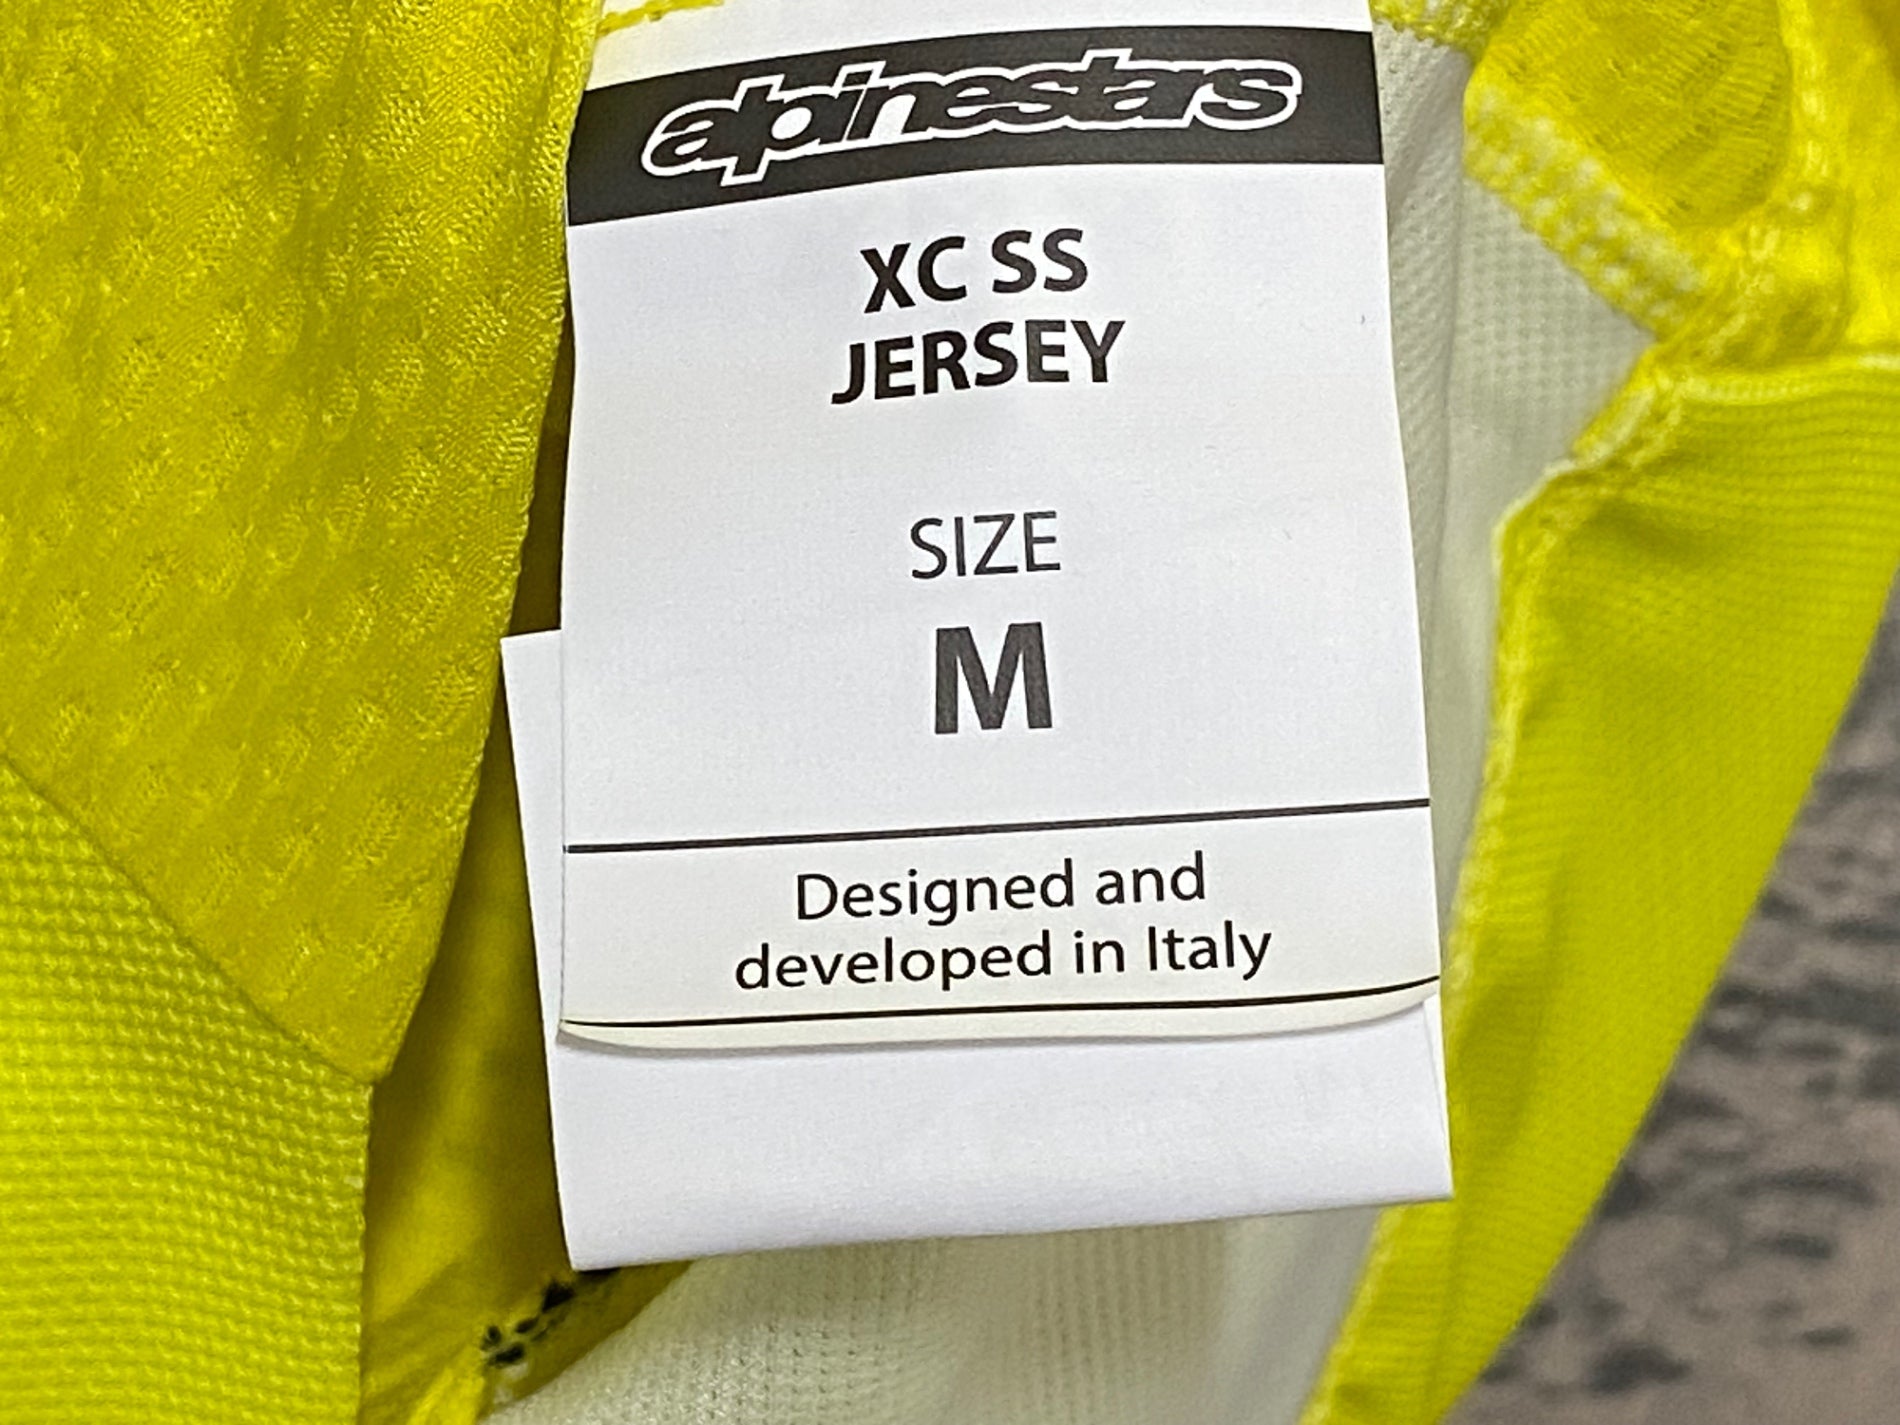 alpinestars
XC SS
JERSEY
SIZE
M
Designed and
developed in Italy